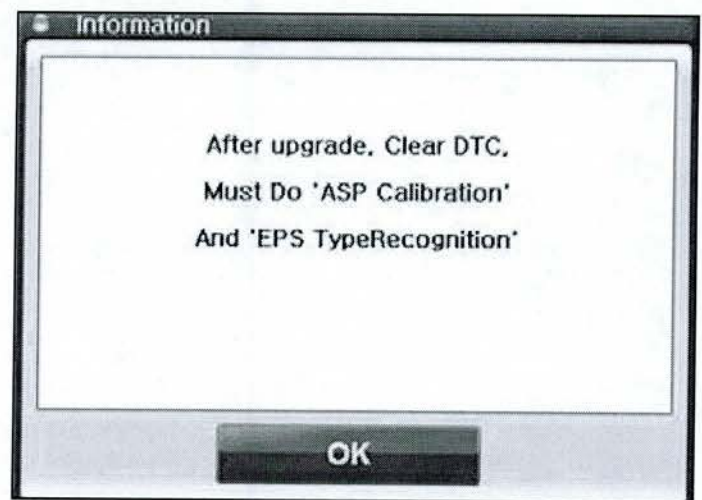 Information
After upgrade, Clear DTC,
Must Do 'ASP Calibration'
And 'EPS TypeRecognition'
OK